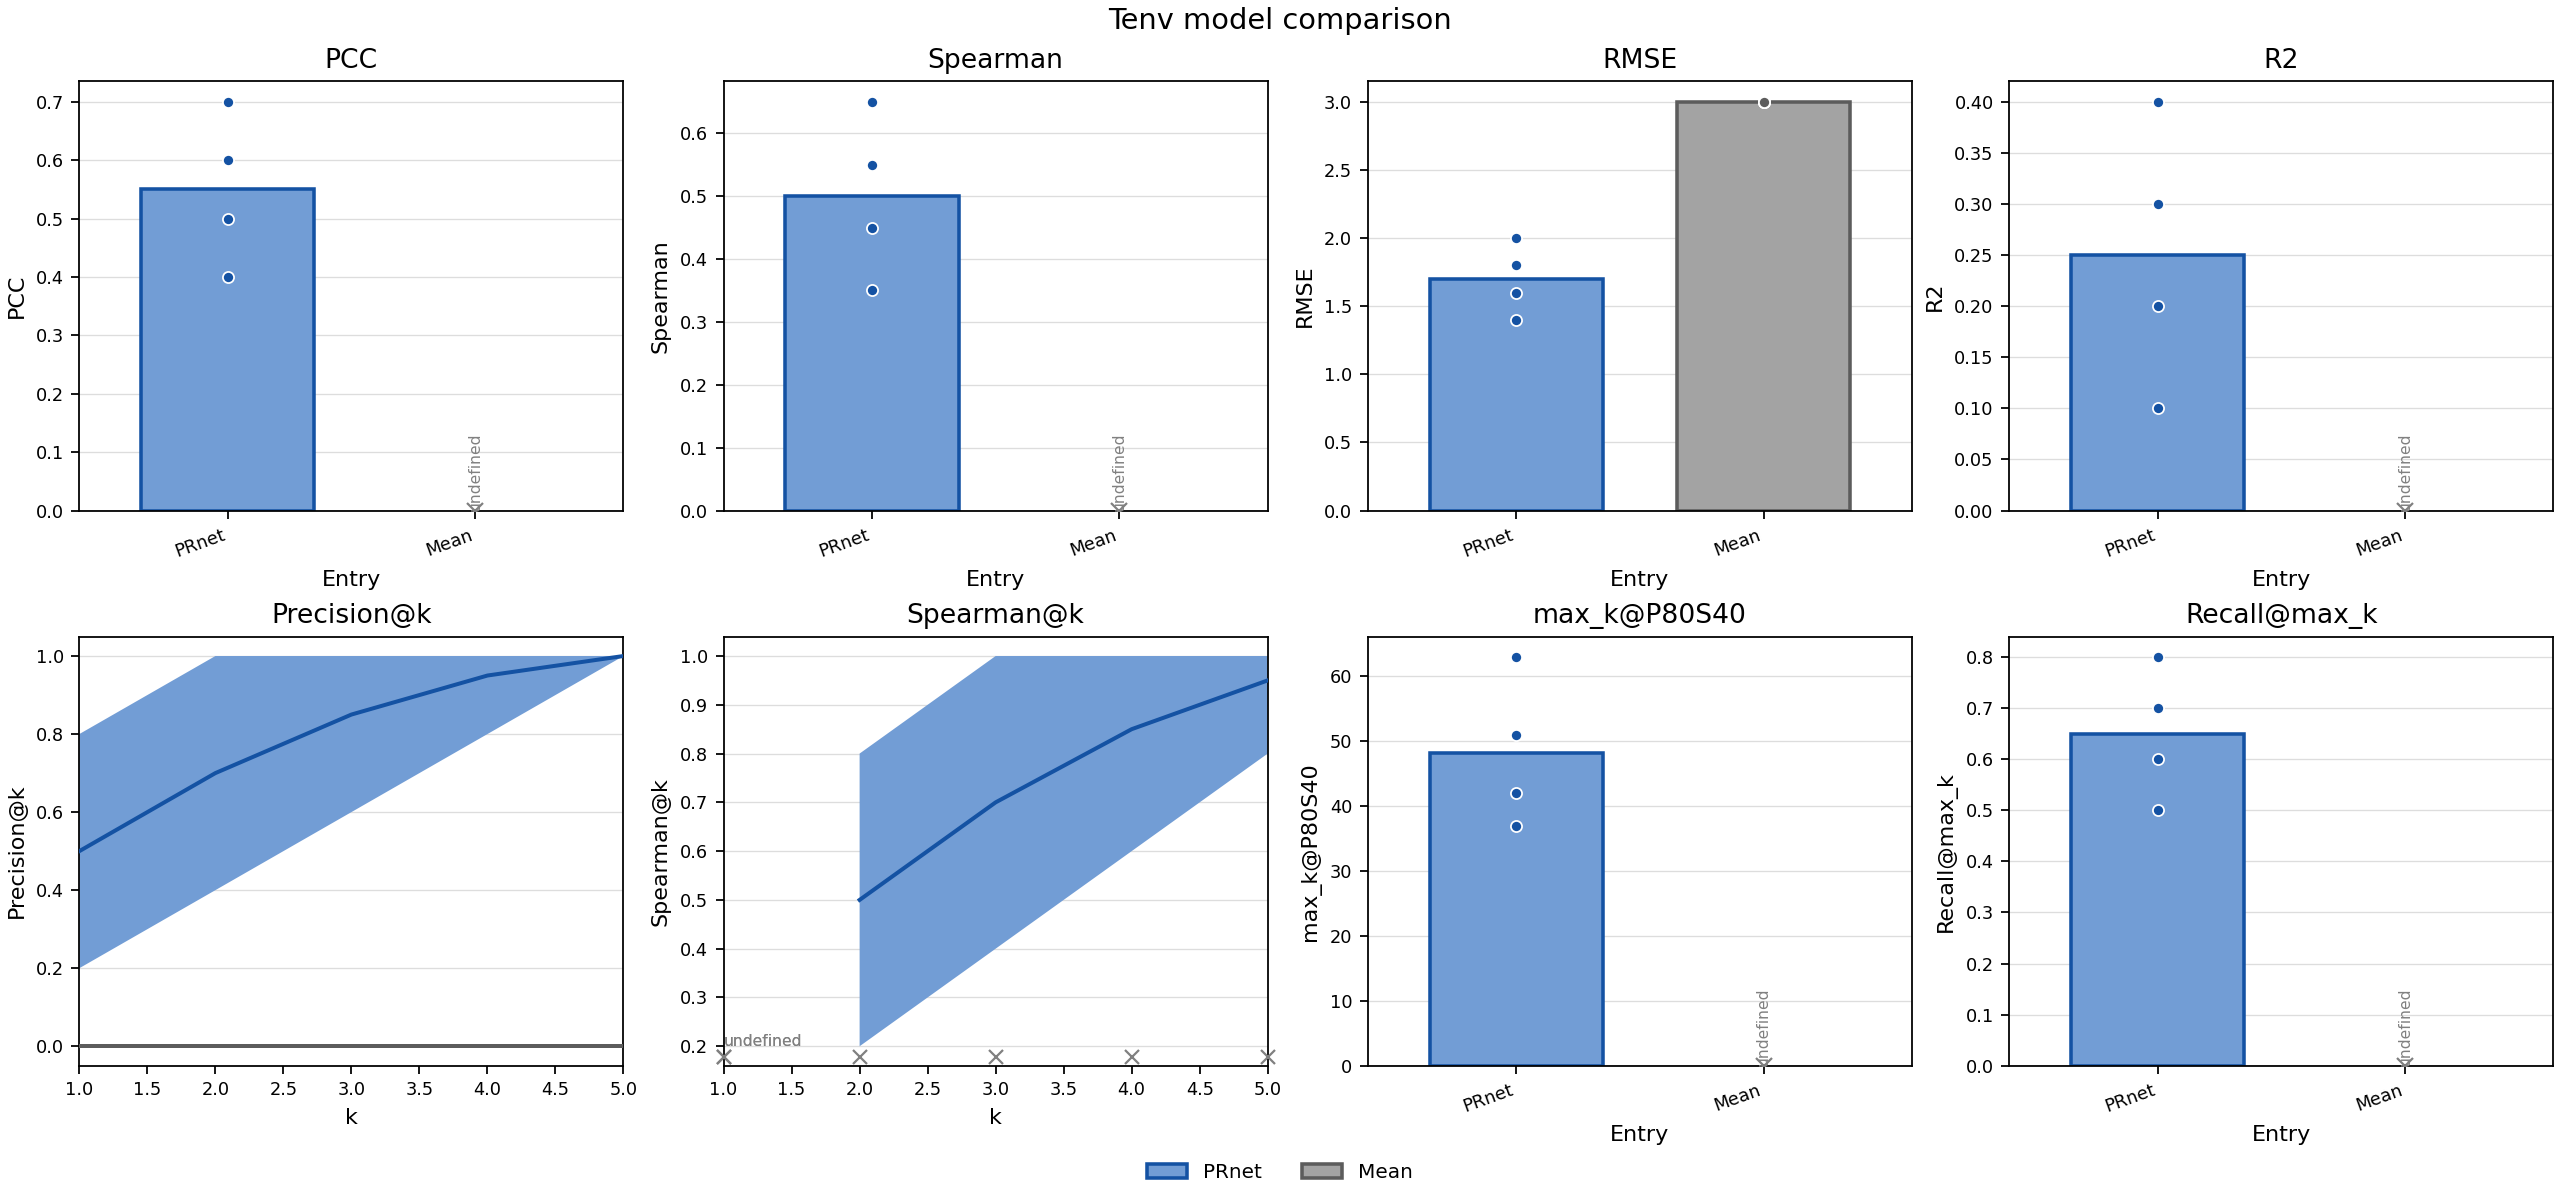 Tenv model comparison
PCC
PCC
0.7
0.6
0.5
0.4
0.3
0.2
0.1
0.0
undefined
PRnet
Mean
Entry
Spearman
Spearman
0.6
0.5
0.4
0.3
0.2
0.1
0.0
undefined
PRnet
Mean
Entry
RMSE
RMSE
3.0
2.5
2.0
1.5
1.0
0.5
0.0
PRnet
Mean
Entry
R2
R2
0.40
0.35
0.30
0.25
0.20
0.15
0.10
0.05
0.00
undefined
PRnet
Mean
Entry
Precision@k
Precision@k
1.0
0.8
0.6
0.4
0.2
0.0
1.0 1.5 2.0 2.5 3.0 3.5 4.0 4.5 5.0
k
Spearman@k
Spearman@k
1.0
0.9
0.8
0.7
0.6
0.5
0.4
0.3
0.2
undefined
1.0 1.5 2.0 2.5 3.0 3.5 4.0 4.5 5.0
k
max_k@P80S40
max_k@P80S40
60
50
40
30
20
10
0
undefined
PRnet
Mean
Entry
Recall@max_k
Recall@max_k
0.8
0.7
0.6
0.5
0.4
0.3
0.2
0.1
0.0
undefined
PRnet
Mean
Entry
PRnet
Mean